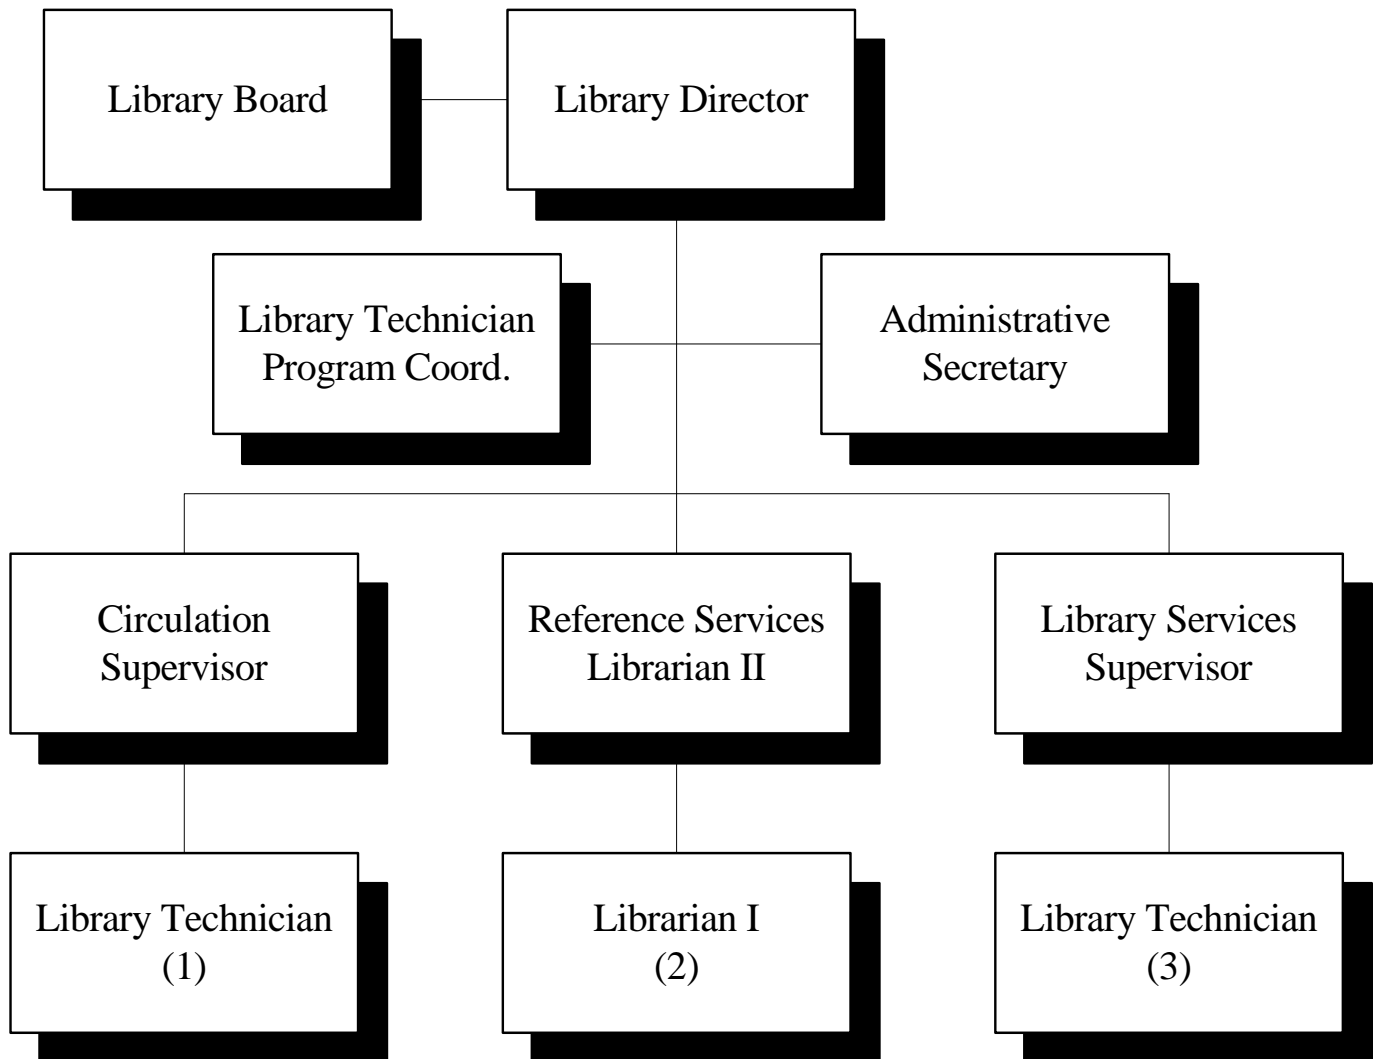 Library Board
Library Director
Library Technician
Program Coord.
Administrative
Secretary
Circulation
Supervisor
Reference Services
Librarian II
Library Services
Supervisor
Library Technician
(1)
Librarian I
(2)
Library Technician
(3)